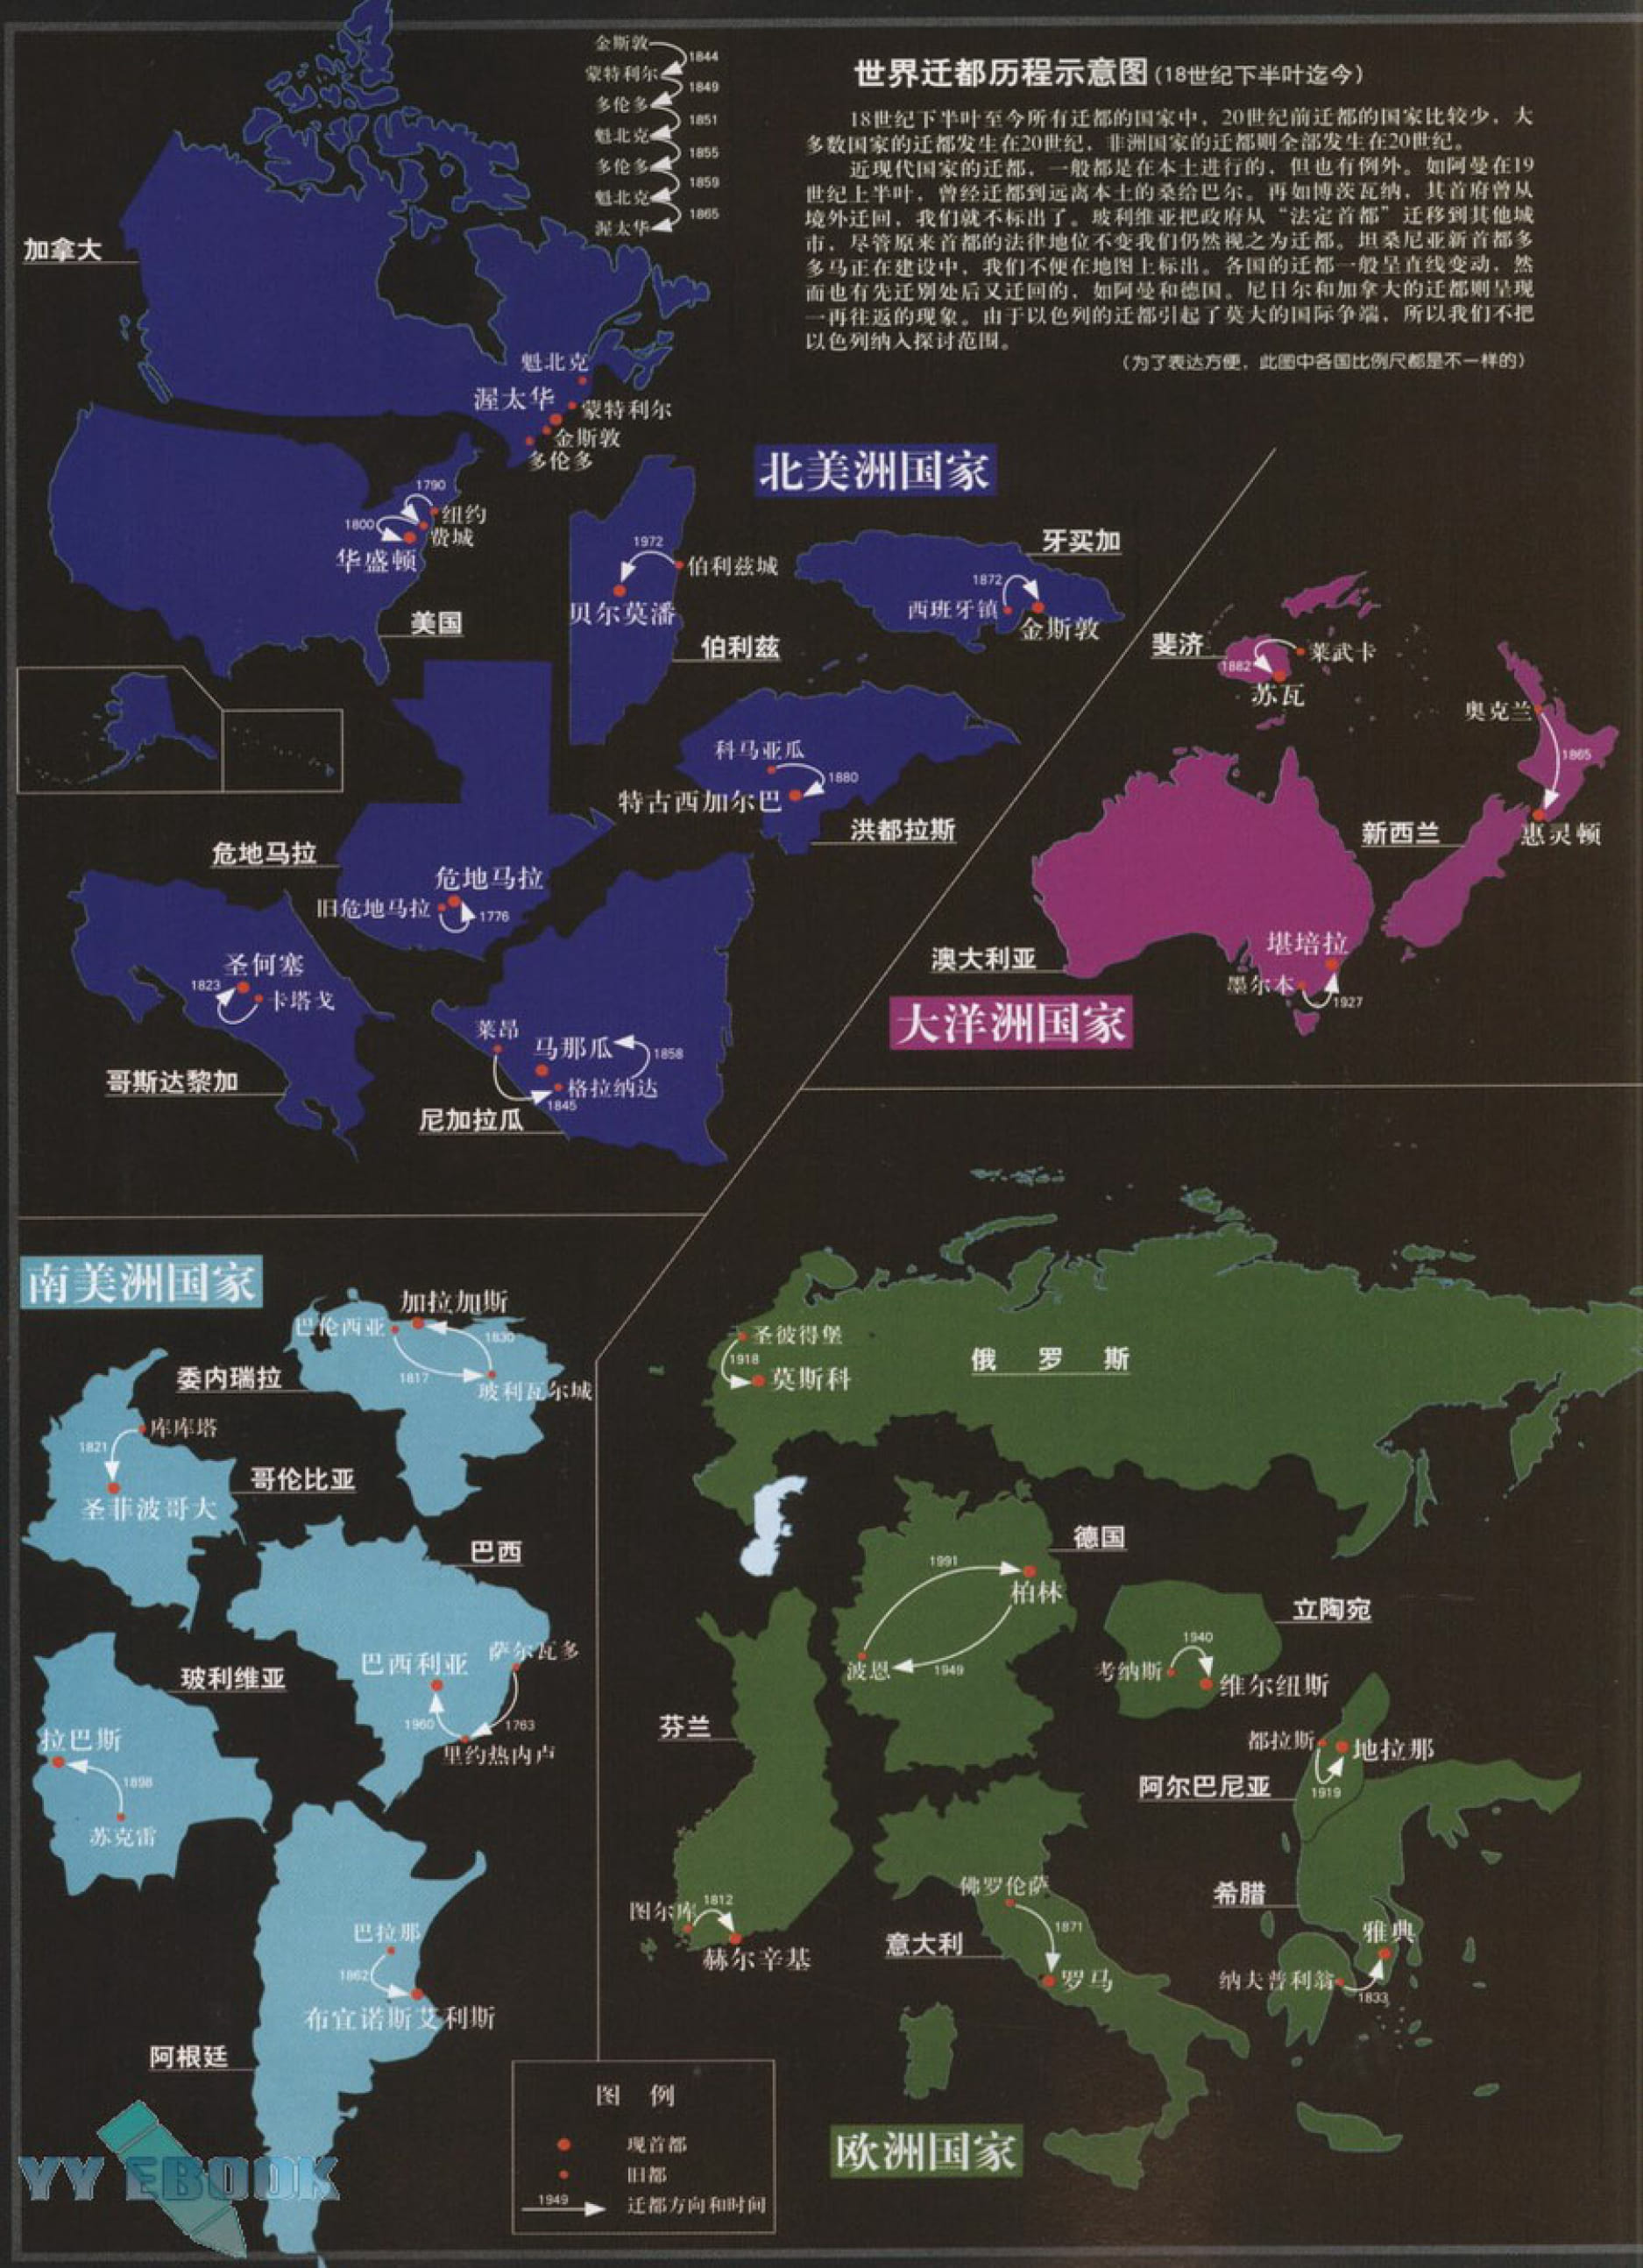 世界迁都历程示意图(18世纪下半叶迄今)
18世纪下半叶至今所有迁都的国家中，20世纪前迁都的国家比较少，大
多数国家的迁都发生在20世纪，非洲国家的迁都则全部发生在20世纪。
近现代国家的迁都，一般都是在本土进行的，但也有例外。如阿曼在19
世纪上半叶，曾经迁都到远离本土的桑给巴尔。再如博茨瓦纳，其首府曾从
境外迁回，我们就不标出了。玻利维亚把政府从“法定首都”迁移到其他城
市，尽管原来首都的法律地位不变我们仍然视之为迁都。坦桑尼亚新首都多
多马正在建设中，我们不便在地图上标出。各国的迁都一般呈直线变动，然
而也有先迁别处后又迁回的，如阿曼和德国。尼日尔和加拿大的迁都则呈现
一再往返的现象。由于以色列的迁都引起了莫大的国际争端，所以我们不把
以色列纳入探讨范围。
(为了表达方便，此图中各国比例尺都是不一样的)
金斯敦
1844
蒙特利尔
1849
多伦多
1851
魁北克
1855
多伦多
1859
魁北克
1865
渥太华
加拿大
魁北克
渥太华
蒙特利尔
金斯敦
多伦多
北美洲国家
1790
纽约
1800
费城
华盛顿
美国
1972
伯利兹城
贝尔莫潘
伯利兹
牙买加
1872
西班牙镇
金斯敦
科马亚瓜
1880
特古西加尔巴
洪都拉斯
危地马拉
危地马拉
旧危地马拉
1776
圣何塞
1823
卡塔戈
哥斯达黎加
莱昂
马那瓜
1858
格拉纳达
1845
尼加拉瓜
斐济
莱武卡
1882
苏瓦
奥克兰
1865
新西兰
惠灵顿
澳大利亚
堪培拉
墨尔本
1927
大洋洲国家
南美洲国家
加拉加斯
巴伦西亚
1830
1817
玻利瓦尔城
委内瑞拉
库库塔
1821
圣菲波哥大
哥伦比亚
巴西
萨尔瓦多
巴西利亚
1960
1763
里约热内卢
玻利维亚
拉巴斯
1898
苏克雷
巴拉那
1862
布宜诺斯艾利斯
阿根廷
圣彼得堡
1918
莫斯科
俄 罗 斯
德国
1991
柏林
波恩
1949
立陶宛
1940
考纳斯
维尔纽斯
芬兰
图尔库
1812
赫尔辛基
都拉斯
地拉那
1919
阿尔巴尼亚
佛罗伦萨
1871
意大利
罗马
希腊
雅典
纳夫普利翁
1833
欧洲国家
图 例
现首都
旧都
1949
迁都方向和时间
YY EBOOK